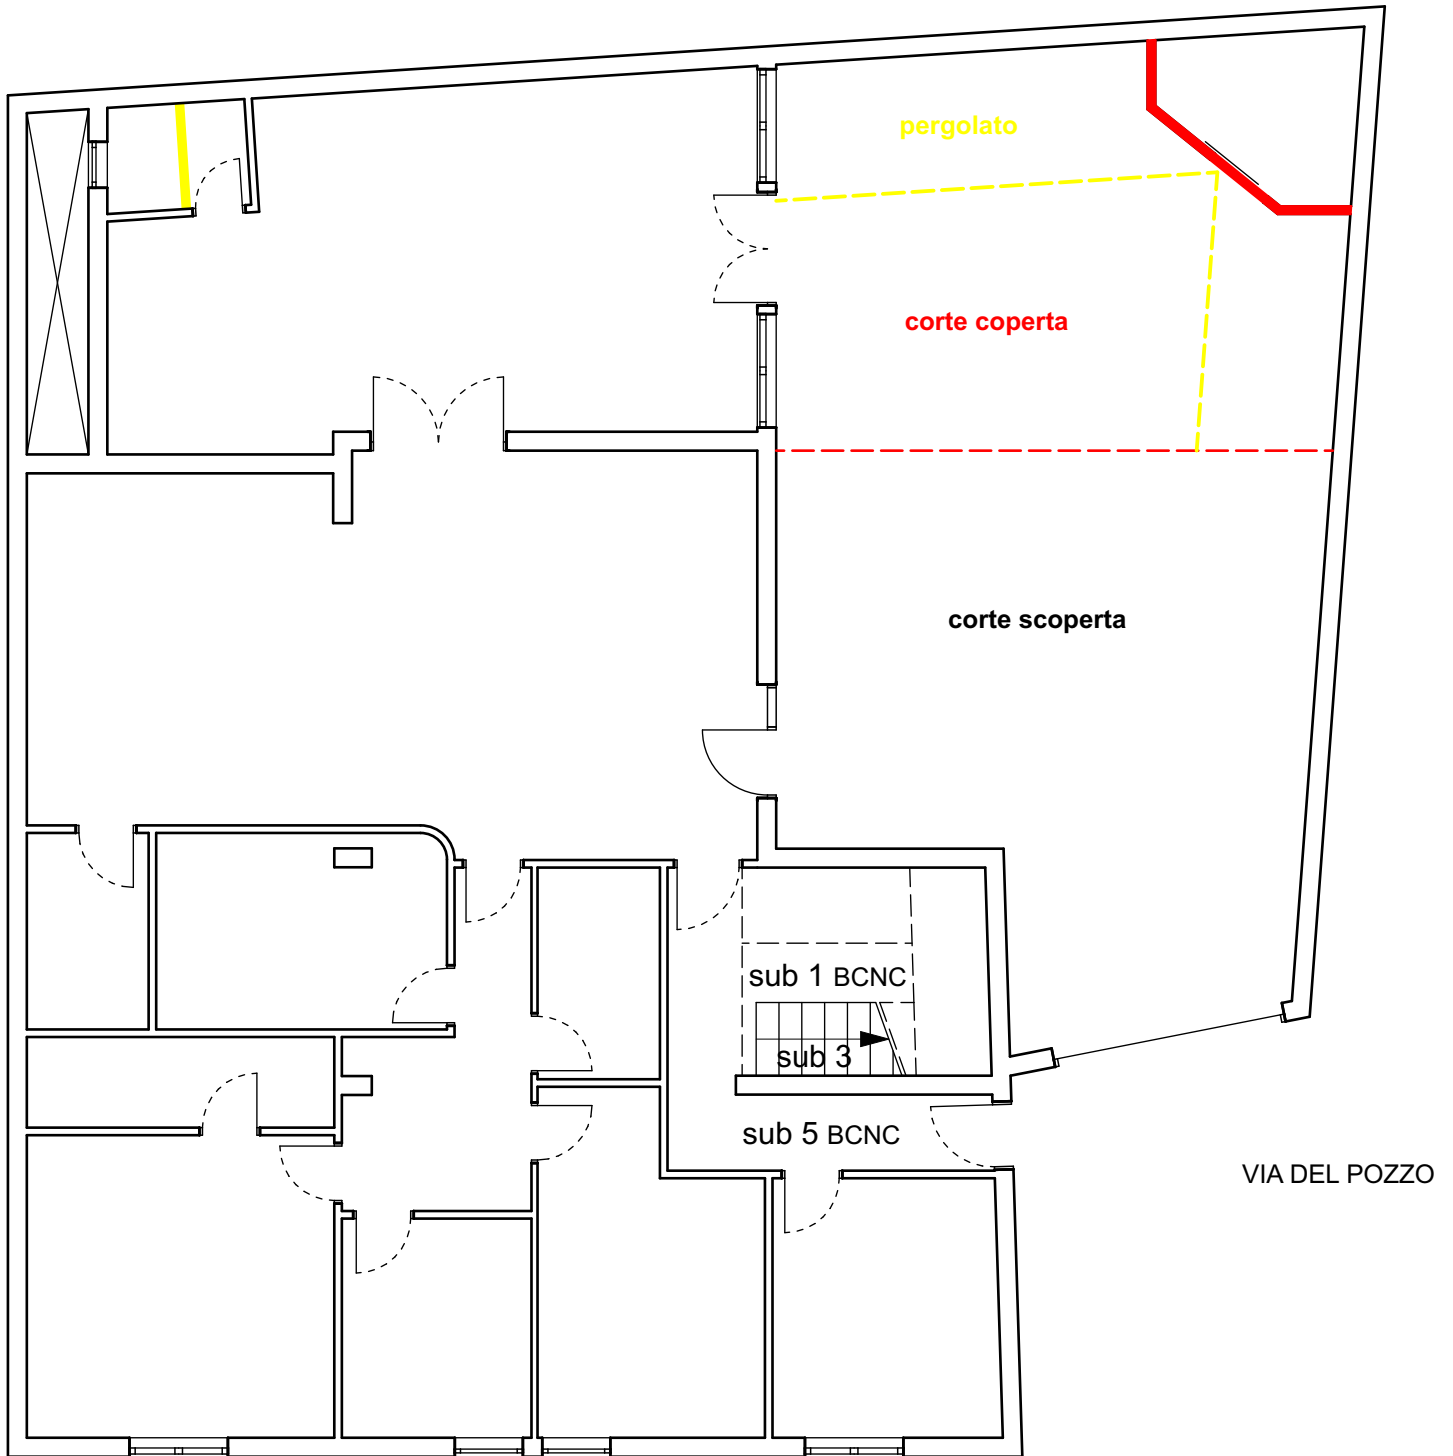 pergolato
corte coperta
corte scoperta
sub 1 BCNC
sub 3
sub 5 BCNC
VIA DEL POZZO